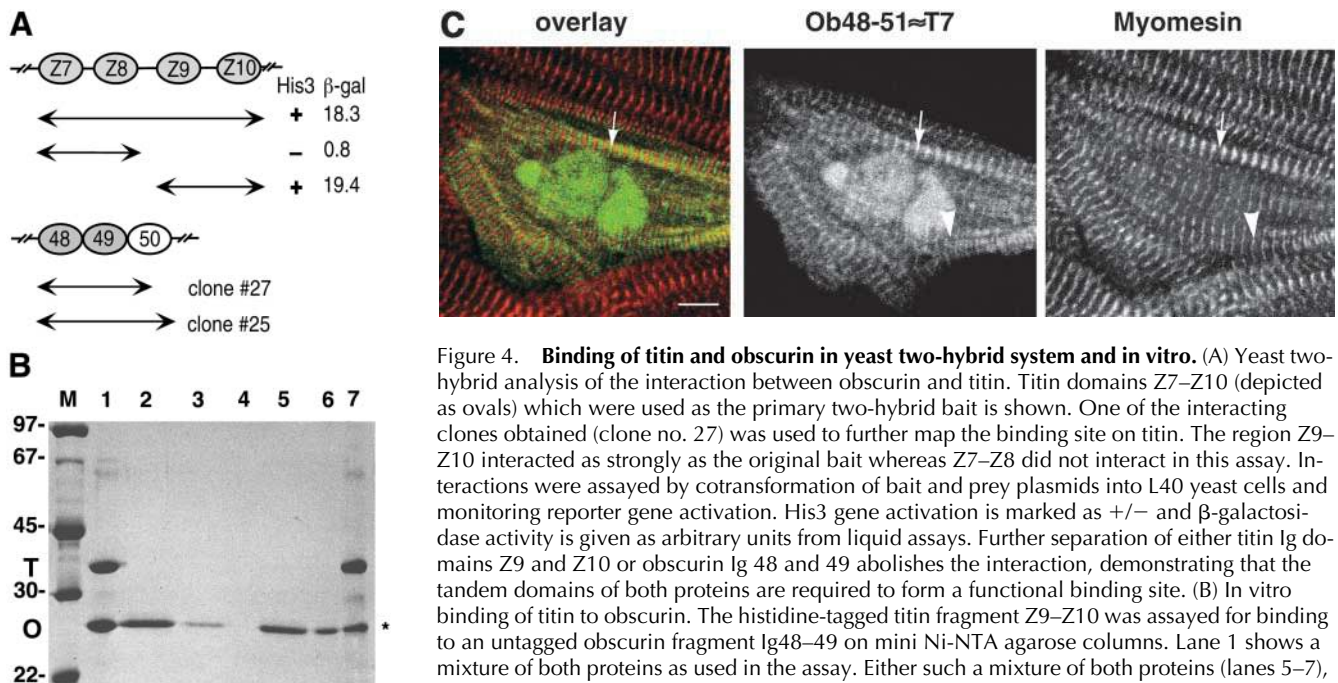 A
Z7 Z8 Z9 Z10
His3 β-gal
+ 18.3
− 0.8
+ 19.4
48 49 50
clone #27
clone #25
B
M 1 2 3 4 5 6 7
97-
67-
45-
T
30-
O *
22-
C overlay Ob48-51≈T7 Myomesin
Figure 4. Binding of titin and obscurin in yeast two-hybrid system and in vitro. (A) Yeast two-
hybrid analysis of the interaction between obscurin and titin. Titin domains Z7–Z10 (depicted
as ovals) which were used as the primary two-hybrid bait is shown. One of the interacting
clones obtained (clone no. 27) was used to further map the binding site on titin. The region Z9–
Z10 interacted as strongly as the original bait whereas Z7–Z8 did not interact in this assay. In-
teractions were assayed by cotransformation of bait and prey plasmids into L40 yeast cells and
monitoring reporter gene activation. His3 gene activation is marked as +/− and β-galactosi-
dase activity is given as arbitrary units from liquid assays. Further separation of either titin Ig do-
mains Z9 and Z10 or obscurin Ig 48 and 49 abolishes the interaction, demonstrating that the
tandem domains of both proteins are required to form a functional binding site. (B) In vitro
binding of titin to obscurin. The histidine-tagged titin fragment Z9–Z10 was assayed for binding
to an untagged obscurin fragment Ig48–49 on mini Ni-NTA agarose columns. Lane 1 shows a
mixture of both proteins as used in the assay. Either such a mixture of both proteins (lanes 5–7),